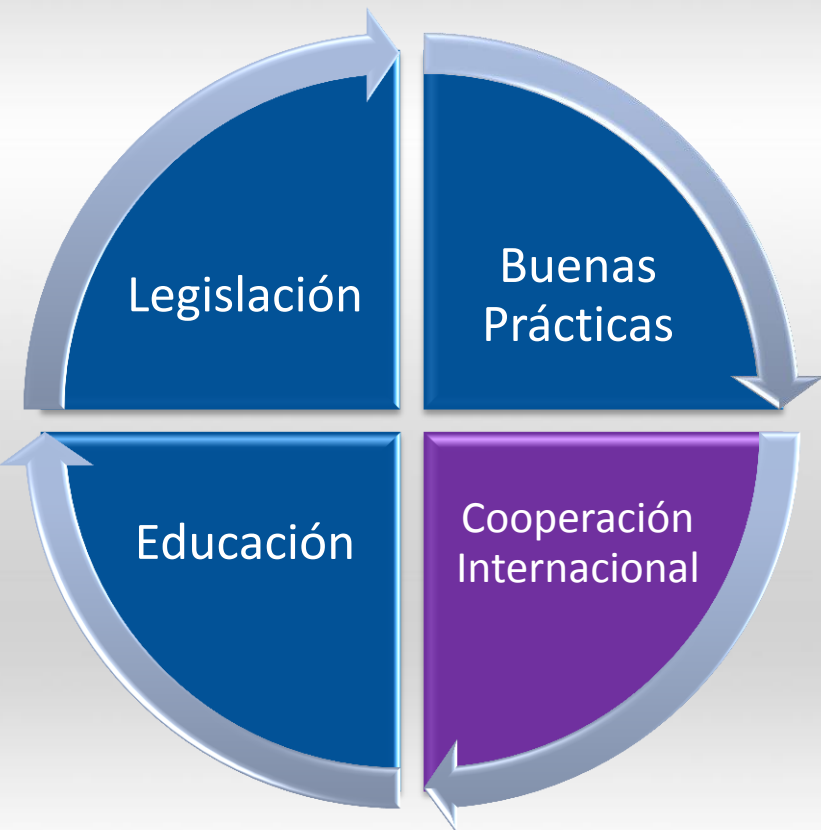 Legislación
Buenas
Prácticas
Educación
Cooperación
Internacional